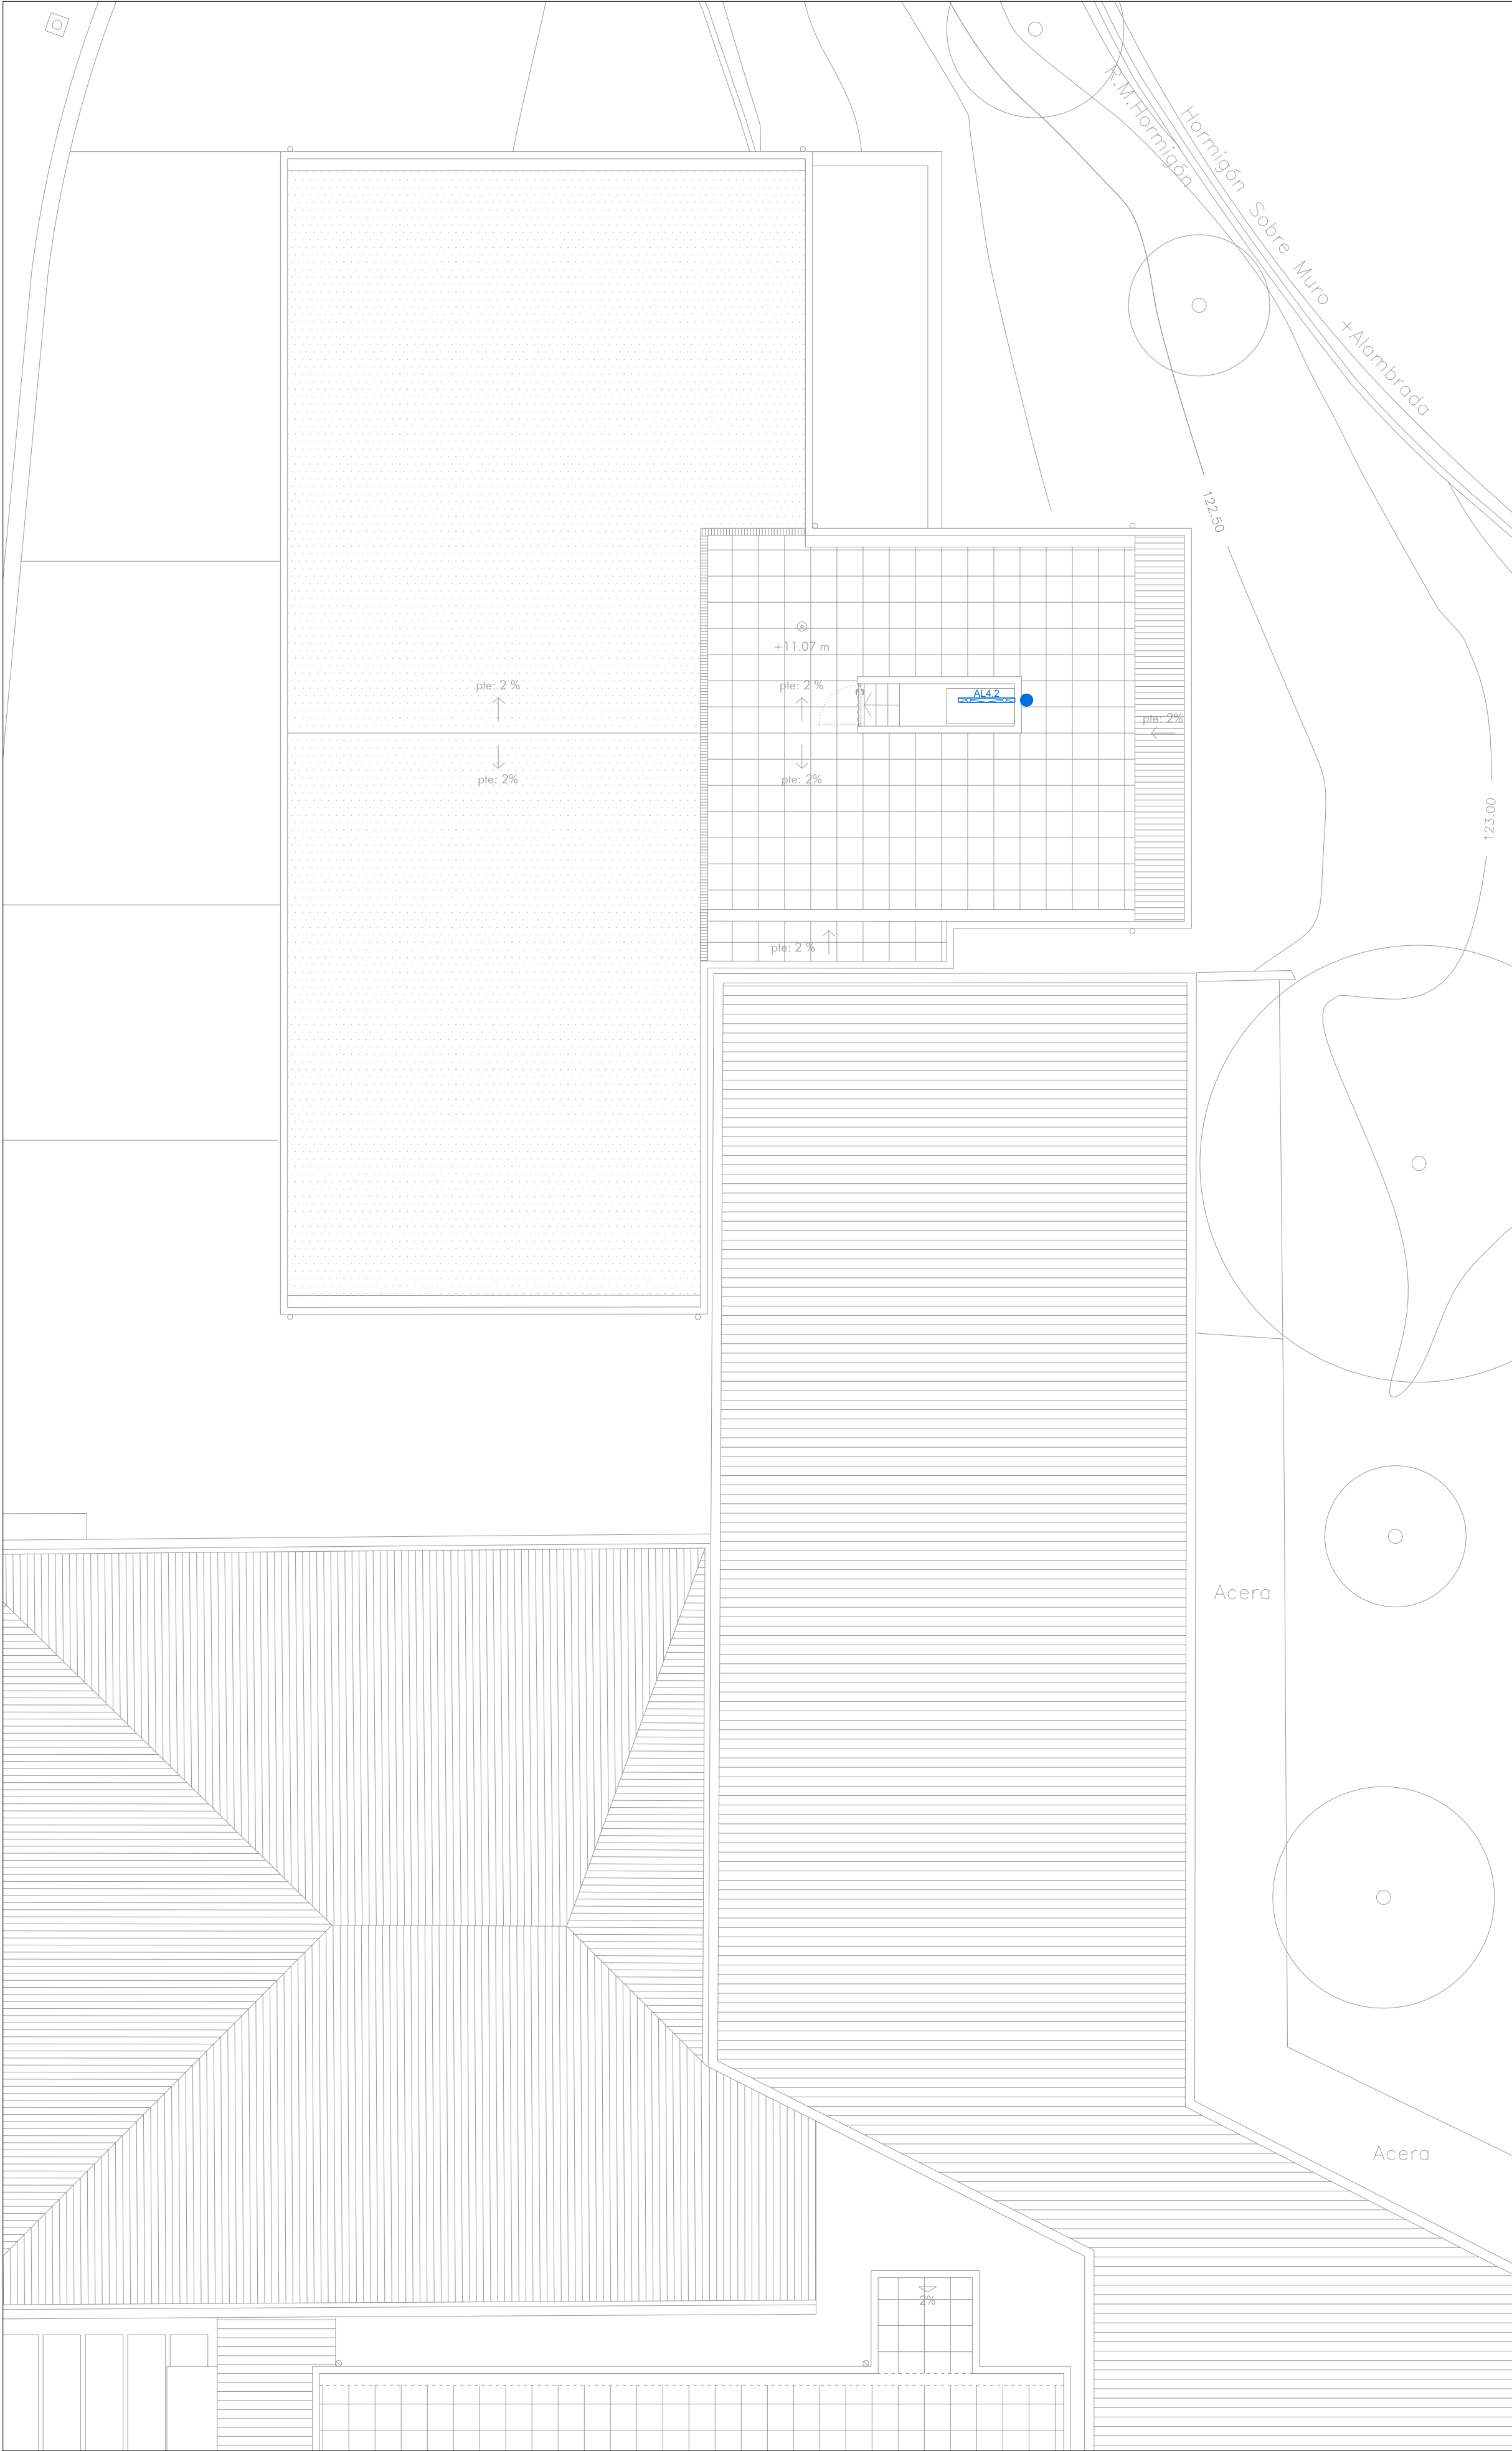 R.M.Hormigón
Hormigón Sobre Muro +Alambrada
122.50
+11.07 m
pte: 2 %
pte: 2 %
AL4.2
pte: 2%
pte: 2%
pte: 2%
123.00
pte: 2 %
Acera
Acera
2%